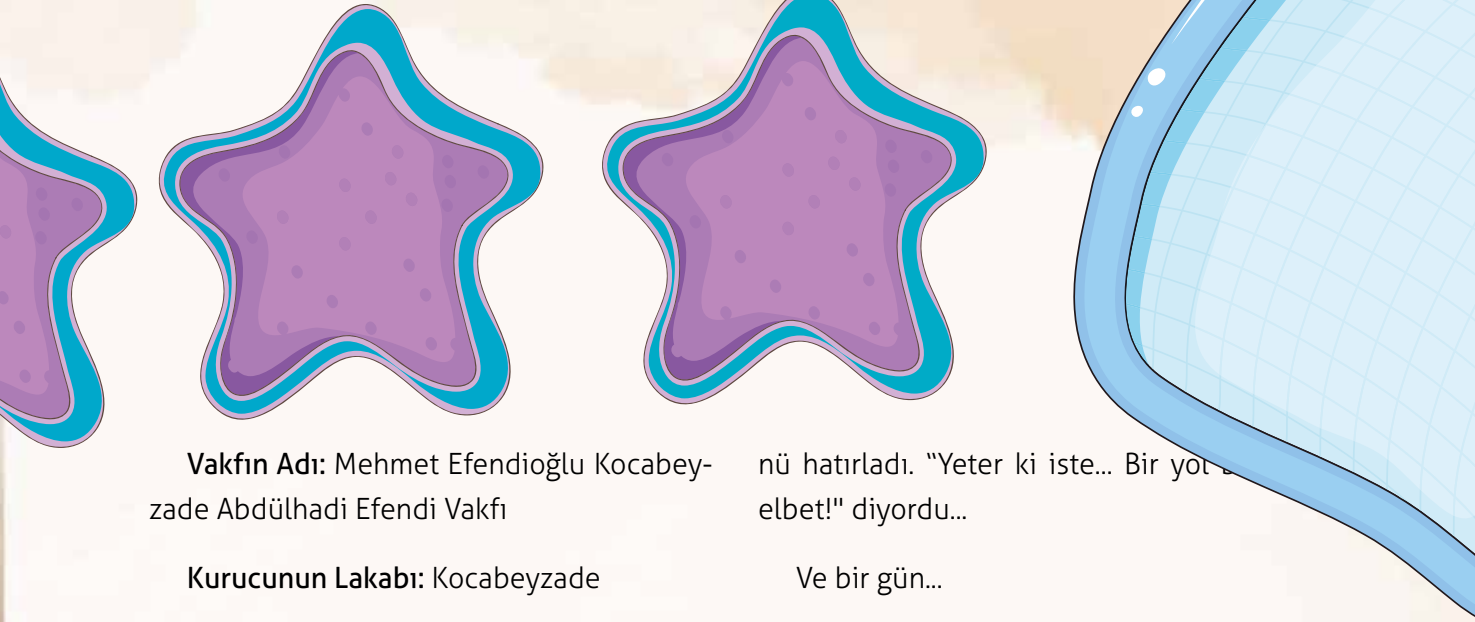 Vakfın Adı: Mehmet Efendioğlu Kocabey-
zade Abdülhadi Efendi Vakfı
Kurucunun Lakabı: Kocabeyzade
nü hatırladı. “Yeter ki iste... Bir yol
elbet!" diyordu...
Ve bir gün...